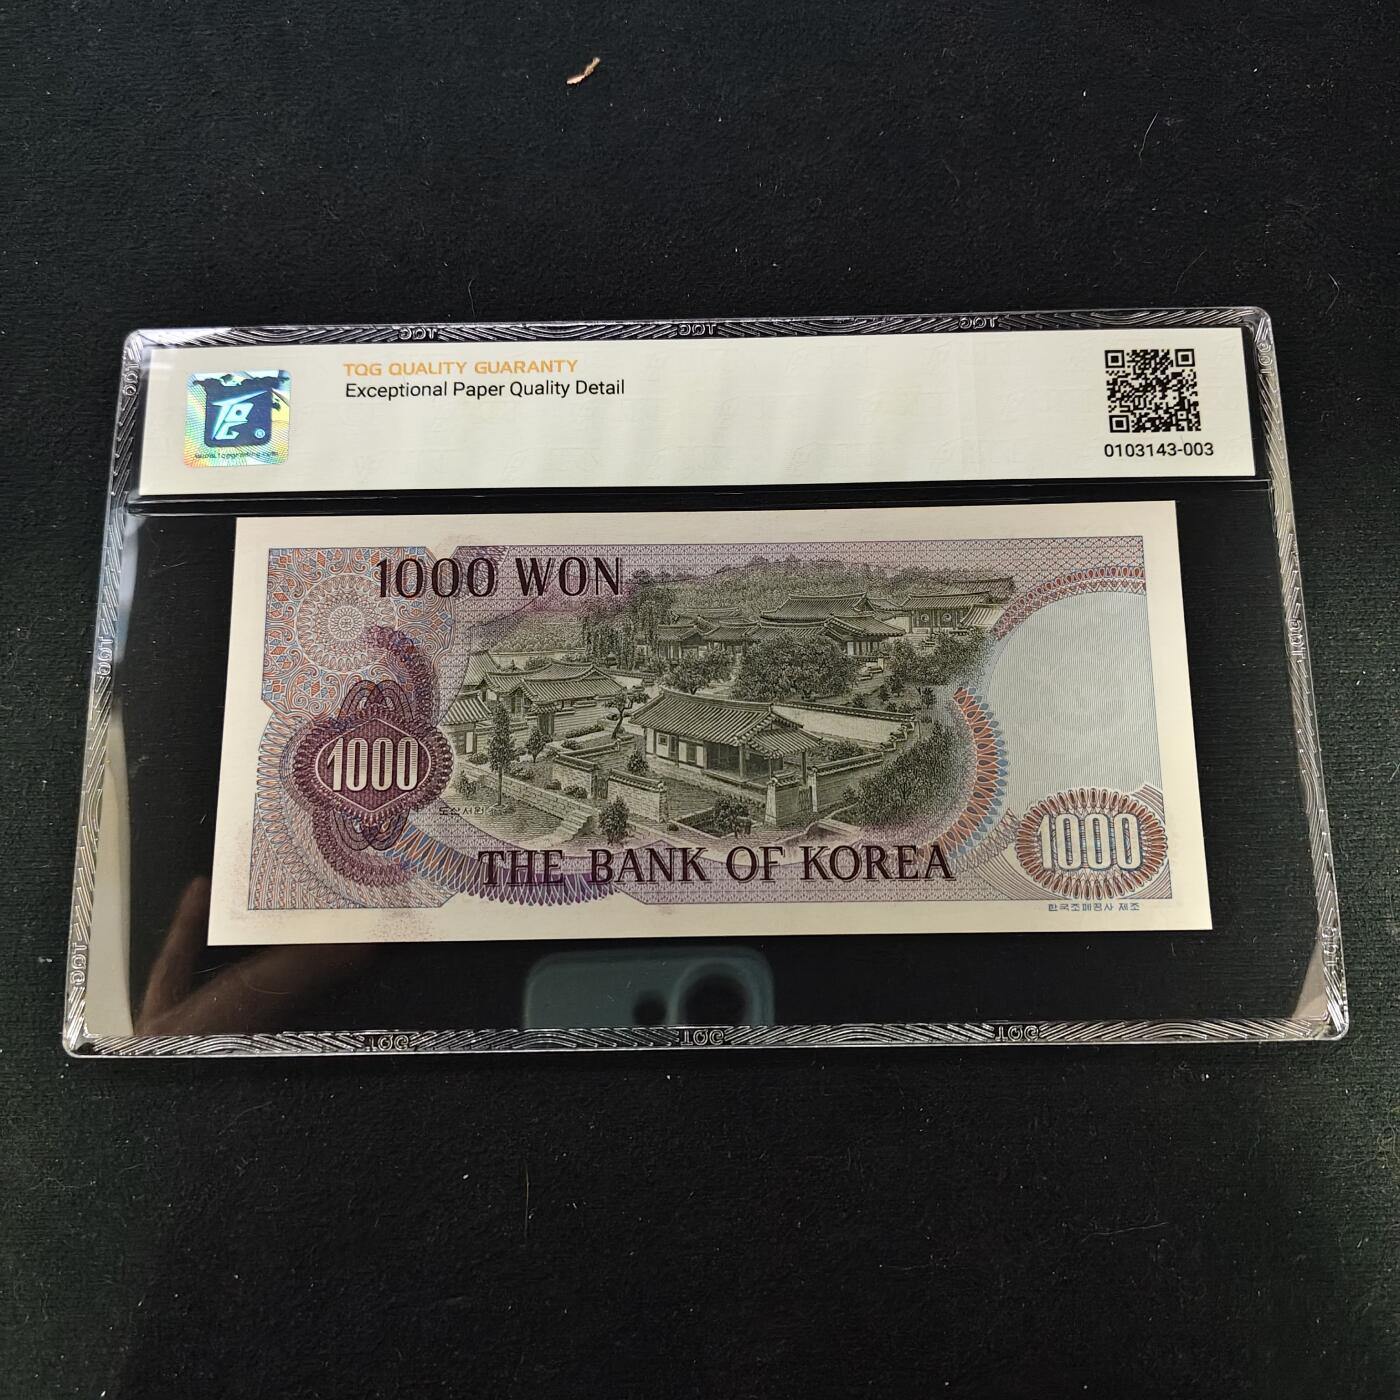 TQG QUALITY GUARANTY
Exceptional Paper Quality Detail
0103143-003
1000 WON
1000
도산서원
THE BANK OF KOREA
1000
한국조폐공사 제조